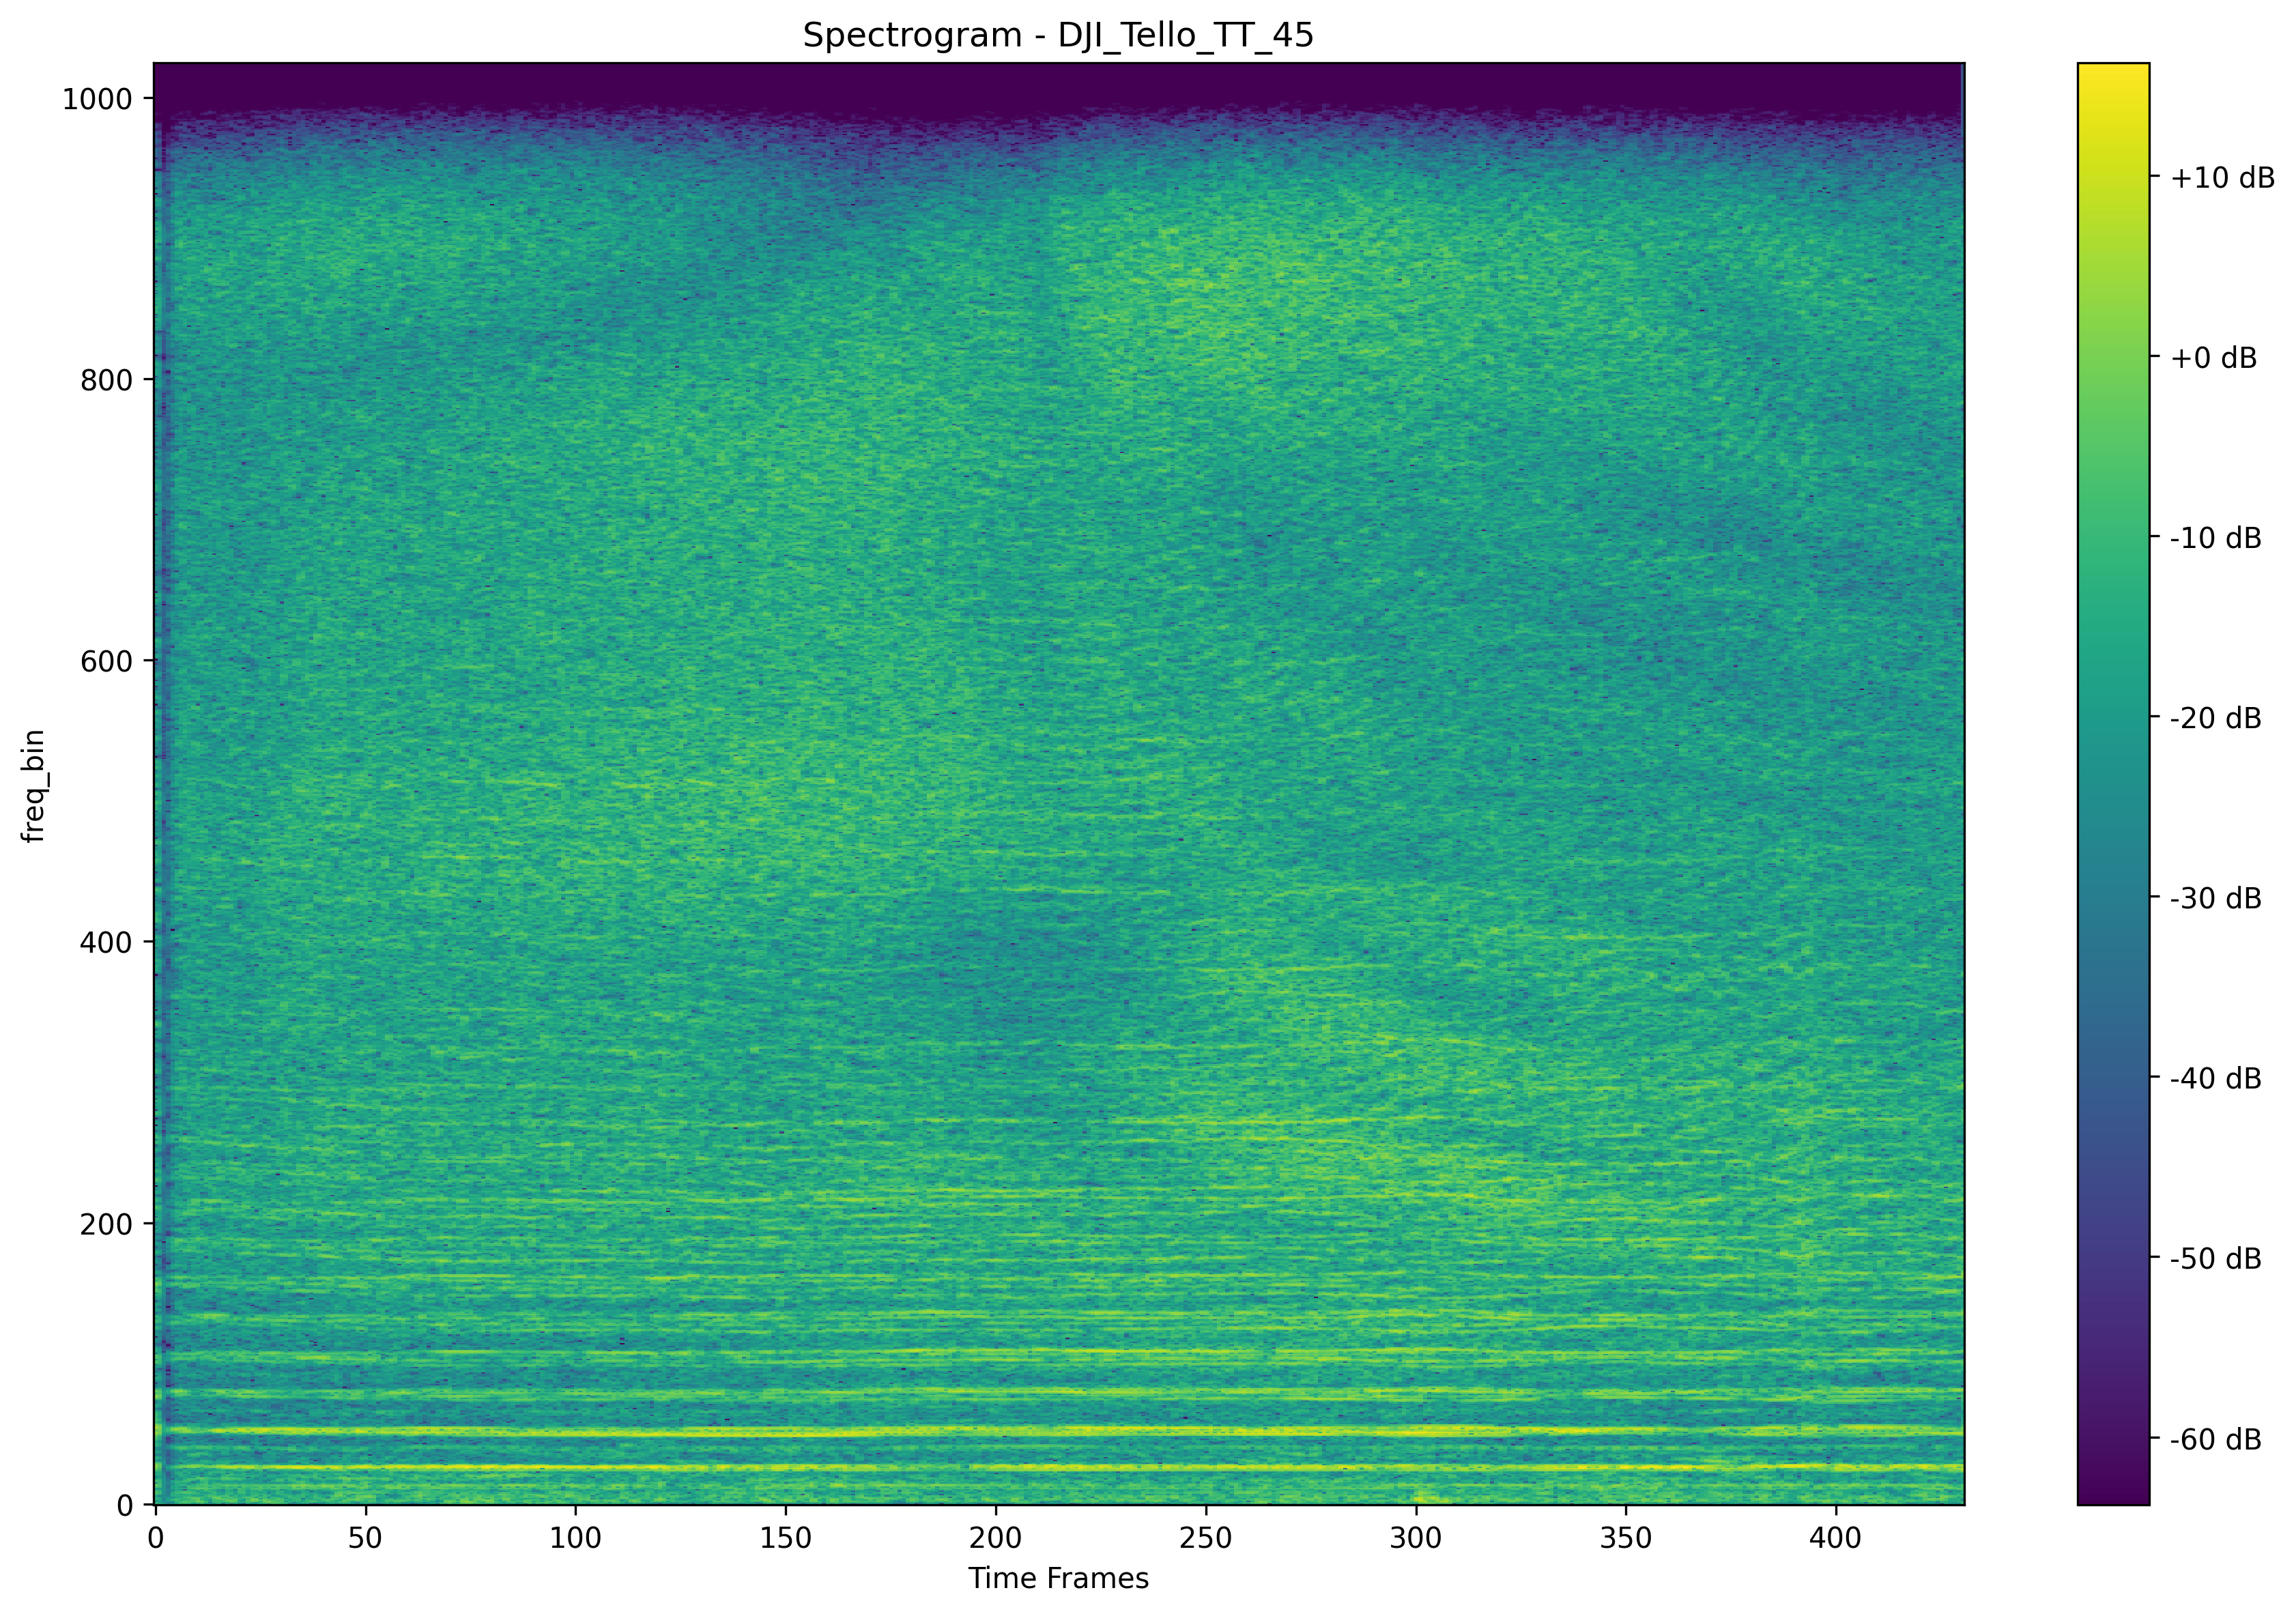 Spectrogram - DJI_Tello_TT_45
1000
800
600
400
200
0
freq_bin
0 50 100 150 200 250 300 350 400
Time Frames
+10 dB
+0 dB
-10 dB
-20 dB
-30 dB
-40 dB
-50 dB
-60 dB